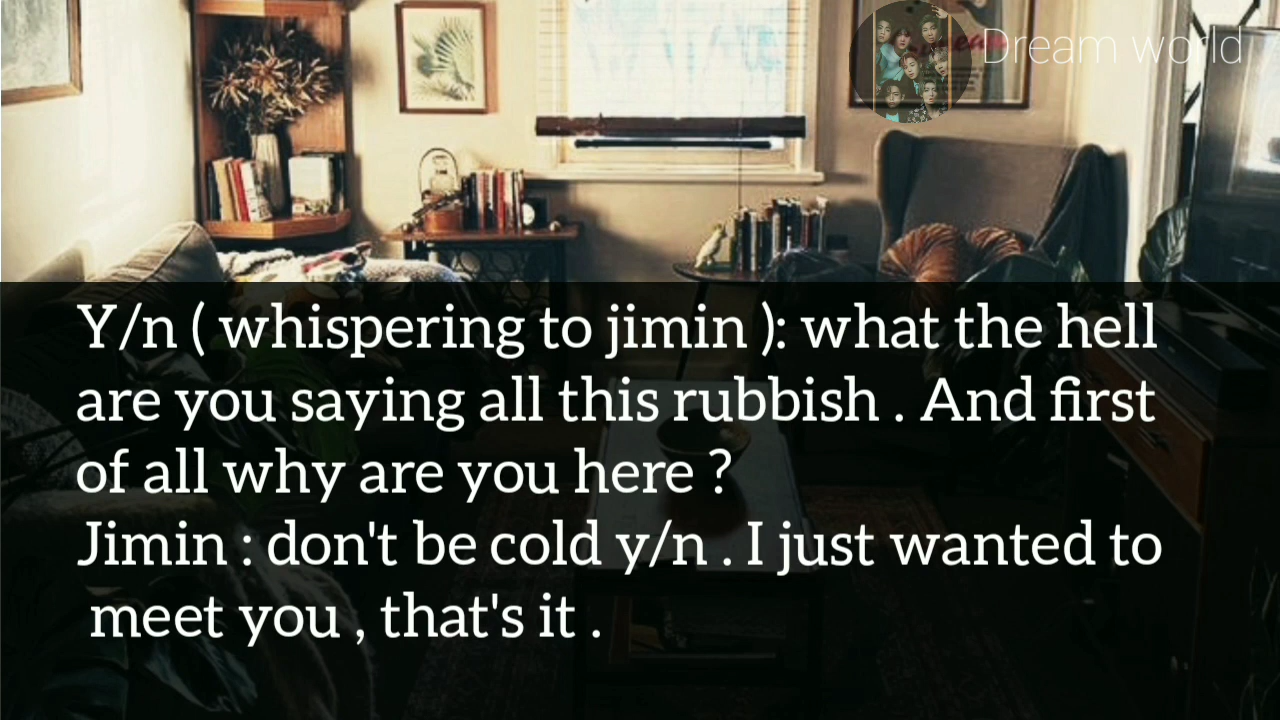 Dream world
Y/n ( whispering to jimin ): what the hell
are you saying all this rubbish . And first
of all why are you here ?
Jimin : don't be cold y/n . I just wanted to
meet you , that's it .